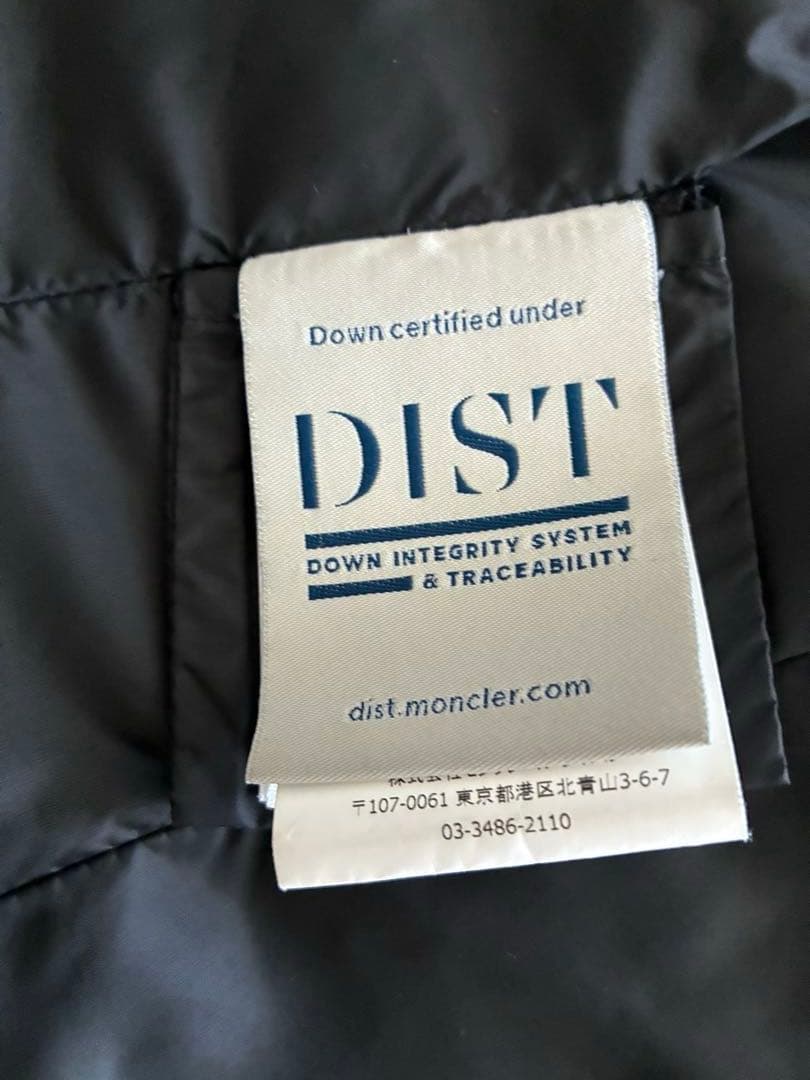 Down certified under
DIST
DOWN INTEGRITY SYSTEM
& TRACEABILITY
dist.moncler.com
〒107-0061 東京都港区北青山3-6-7
03-3486-2110